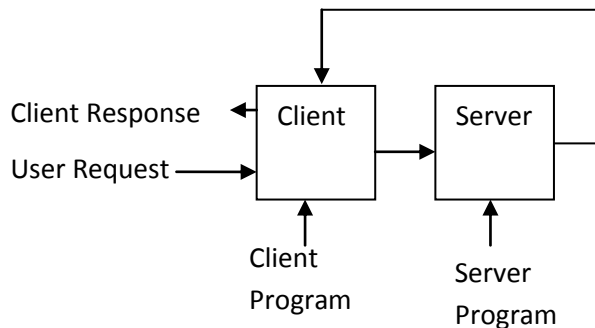 Client Response
User Request
Client
Server
Client
Program
Server
Program